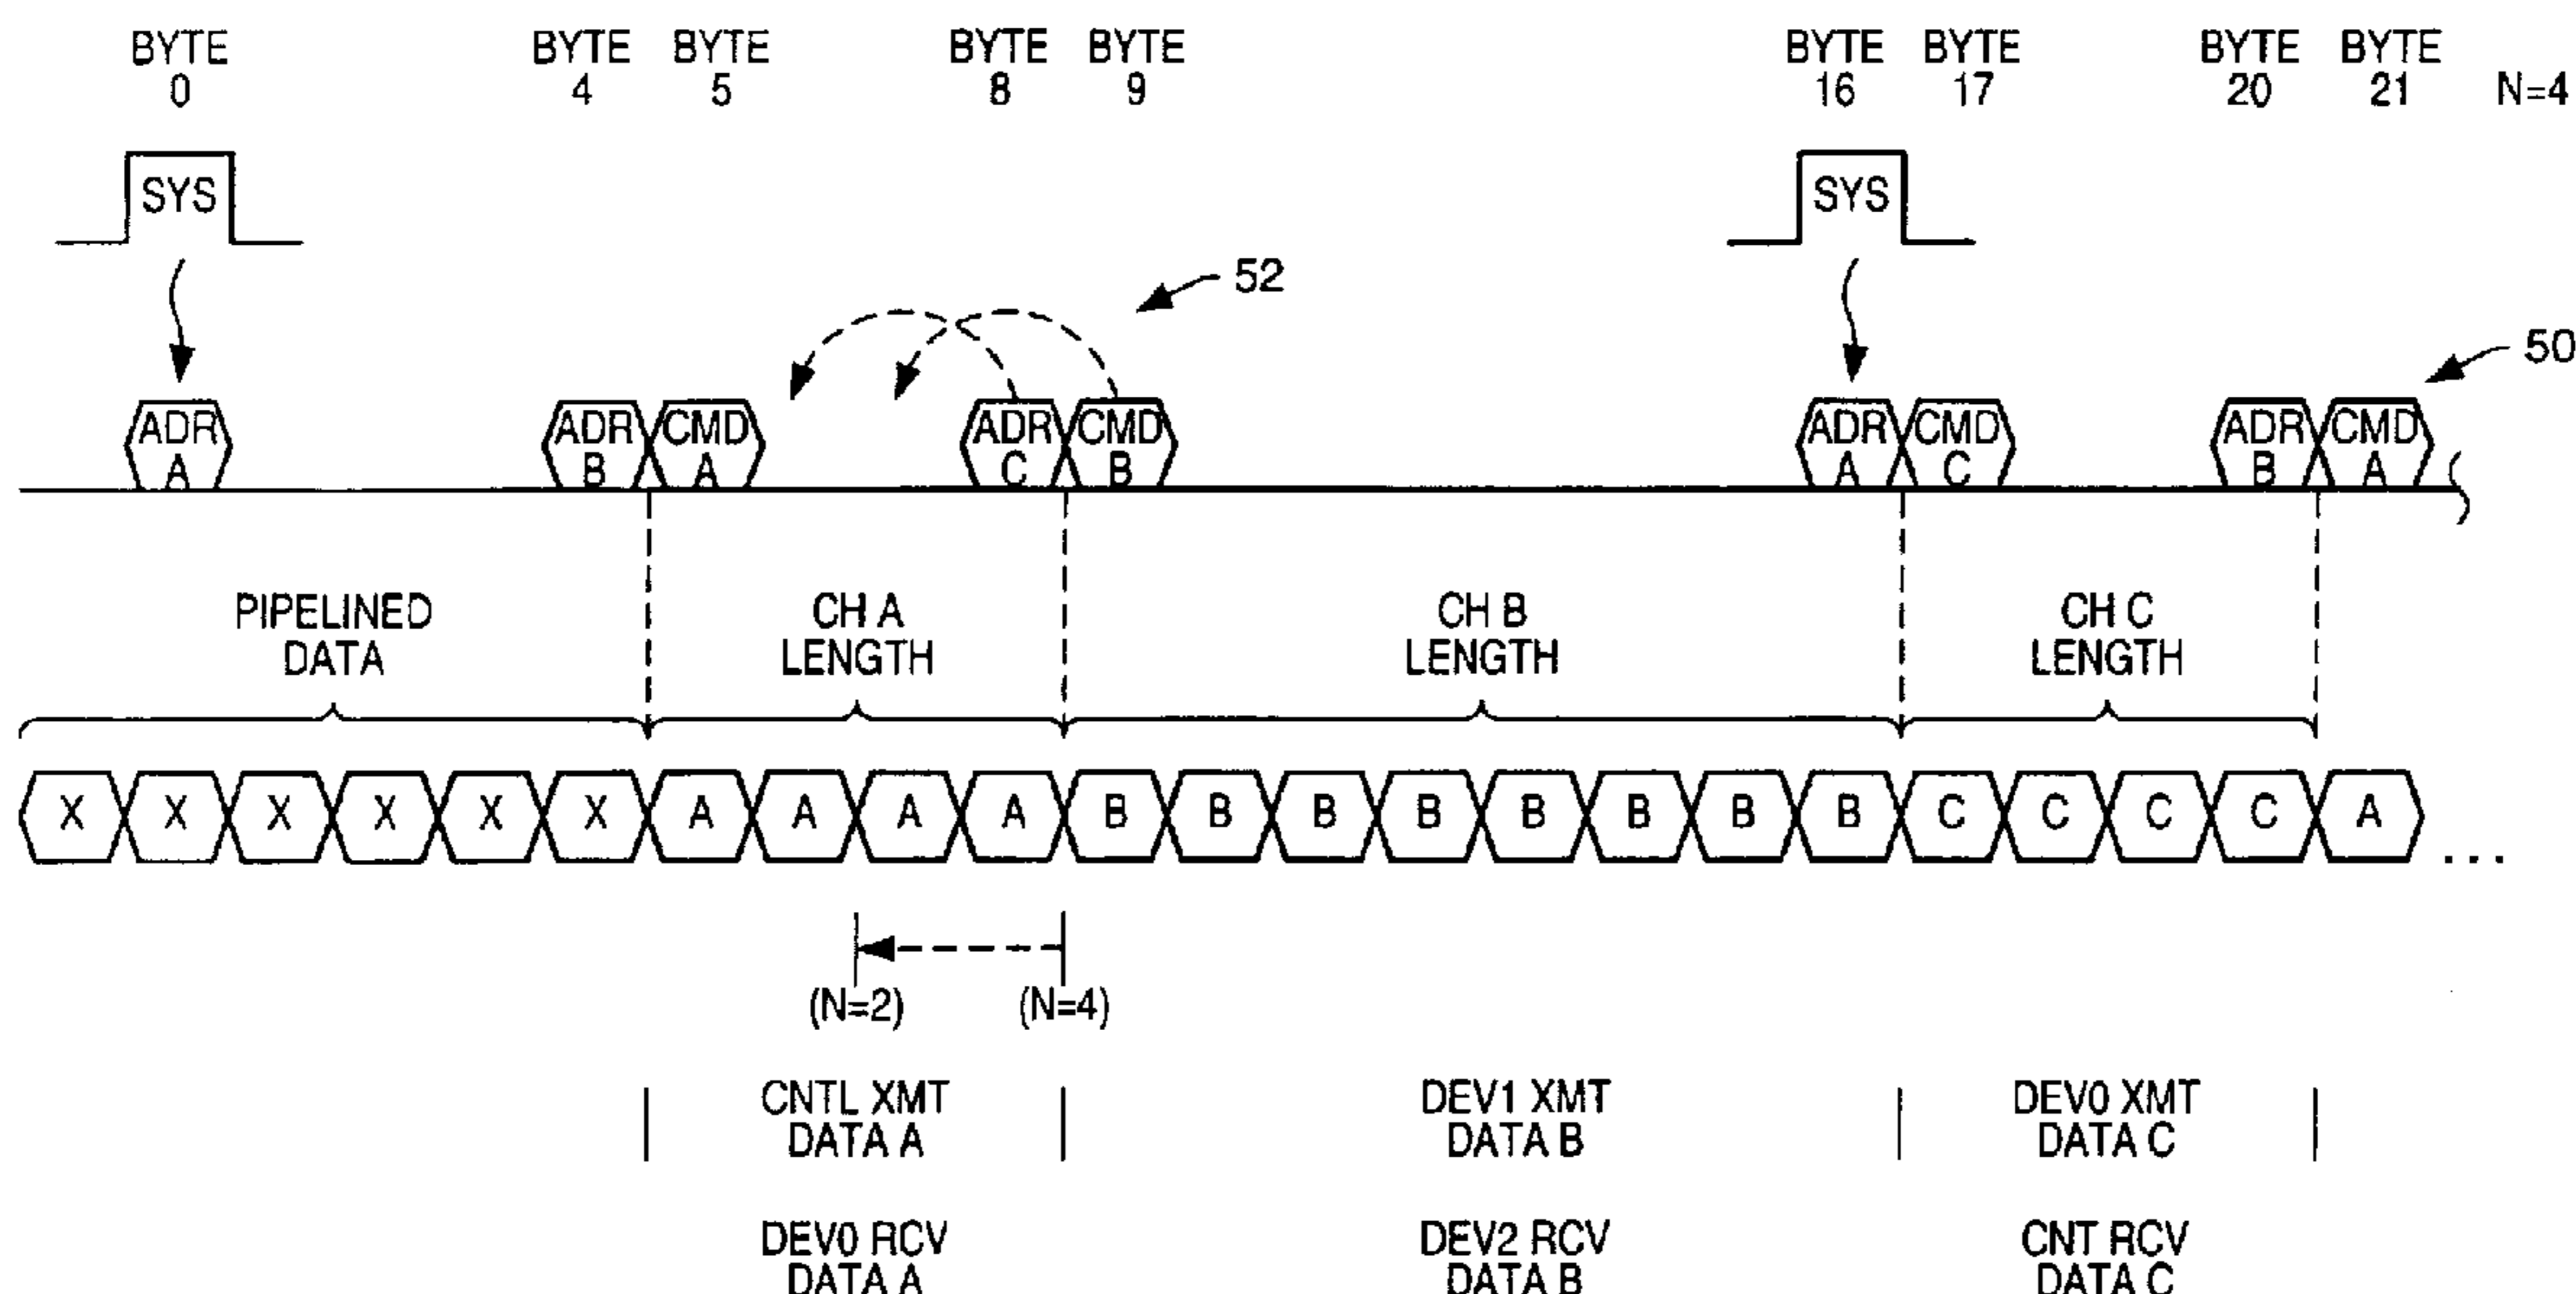 BYTE 0
BYTE 4
BYTE 5
BYTE 8
BYTE 9
BYTE 16
BYTE 17
BYTE 20
BYTE 21
N=4
SYS
SYS
52
50
ADR A
ADR B
CMD A
ADR C
CMD B
ADR A
CMD C
ADR B
CMD A
PIPELINED DATA
CH A LENGTH
CH B LENGTH
CH C LENGTH
X X X X X X A A A A B B B B B B B B C C C C A ...
(N=2)
(N=4)
CNTL XMT DATA A
DEV1 XMT DATA B
DEV0 XMT DATA C
DEV0 RCV DATA A
DEV2 RCV DATA B
CNT RCV DATA C